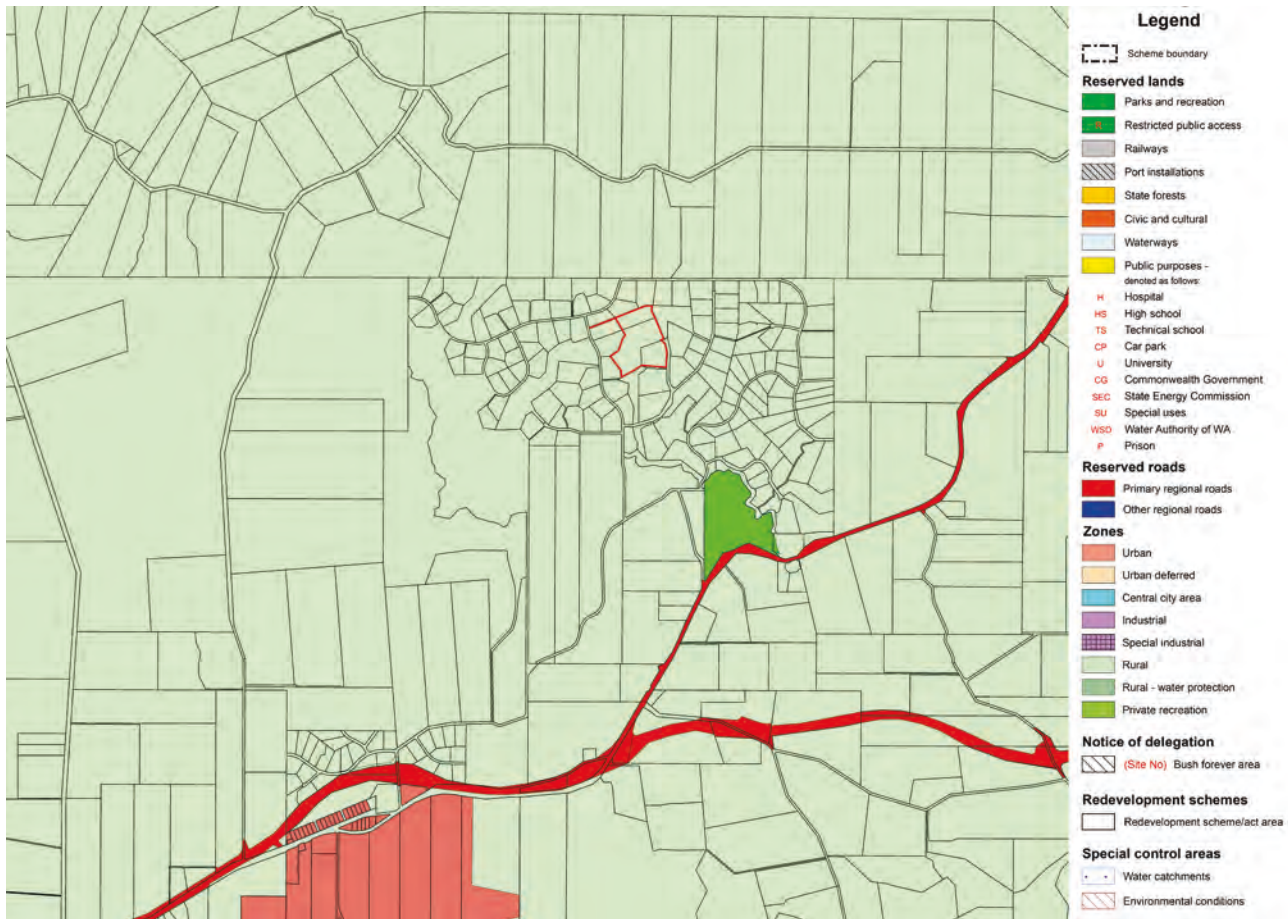 Legend
Scheme boundary
Reserved lands
Parks and recreation
R Restricted public access
Railways
Port installations
State forests
Civic and cultural
Waterways
Public purposes -
denoted as follows:
H Hospital
HS High school
TS Technical school
CP Car park
U University
CG Commonwealth Government
SEC State Energy Commission
SU Special uses
WSD Water Authority of WA
P Prison
Reserved roads
Primary regional roads
Other regional roads
Zones
Urban
Urban deferred
Central city area
Industrial
Special industrial
Rural
Rural - water protection
Private recreation
Notice of delegation
(Site No) Bush forever area
Redevelopment schemes
Redevelopment scheme/act area
Special control areas
Water catchments
Environmental conditions